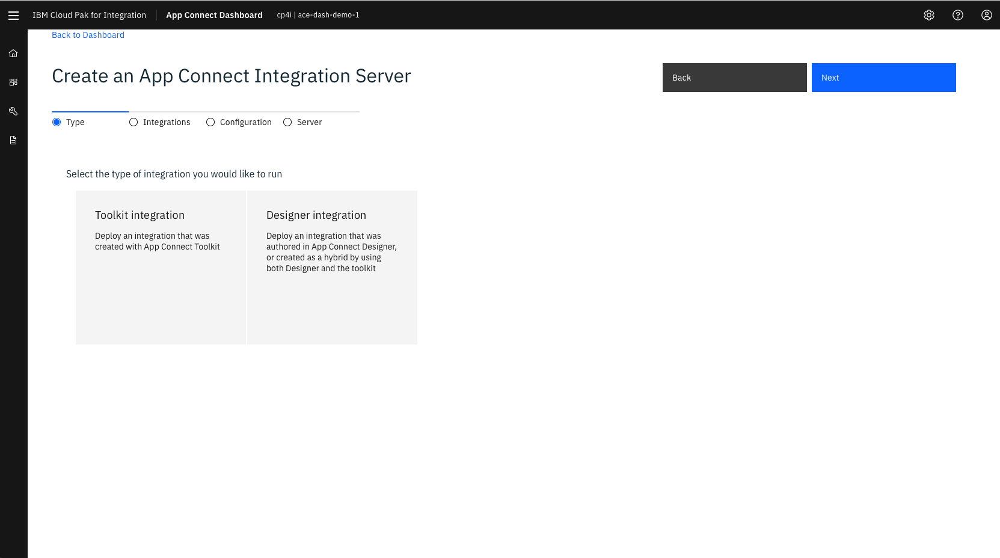 IBM Cloud Pak for Integration
App Connect Dashboard
cp4i | ace-dash-demo-1
Back to Dashboard
Create an App Connect Integration Server
Back
Next
Type
Integrations
Configuration
Server
Select the type of integration you would like to run
Toolkit integration
Deploy an integration that was
created with App Connect Toolkit
Designer integration
Deploy an integration that was
authored in App Connect Designer,
or created as a hybrid by using
both Designer and the toolkit